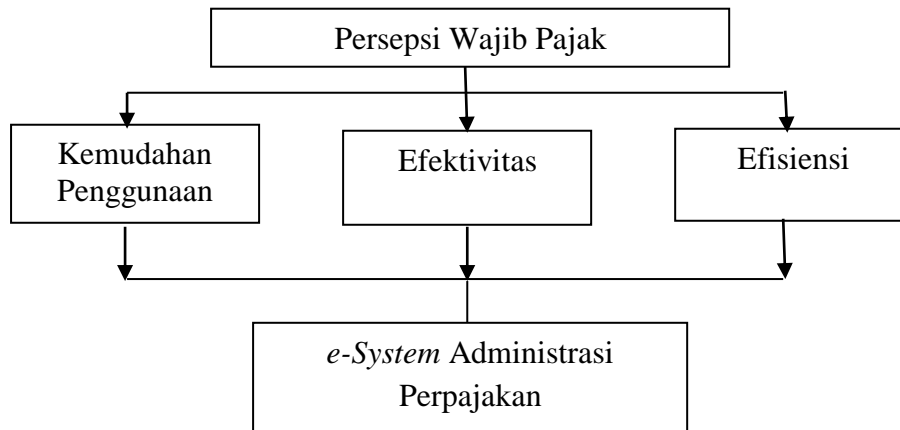 Persepsi Wajib Pajak
Kemudahan
Penggunaan
Efektivitas
Efisiensi
e-System Administrasi
Perpajakan